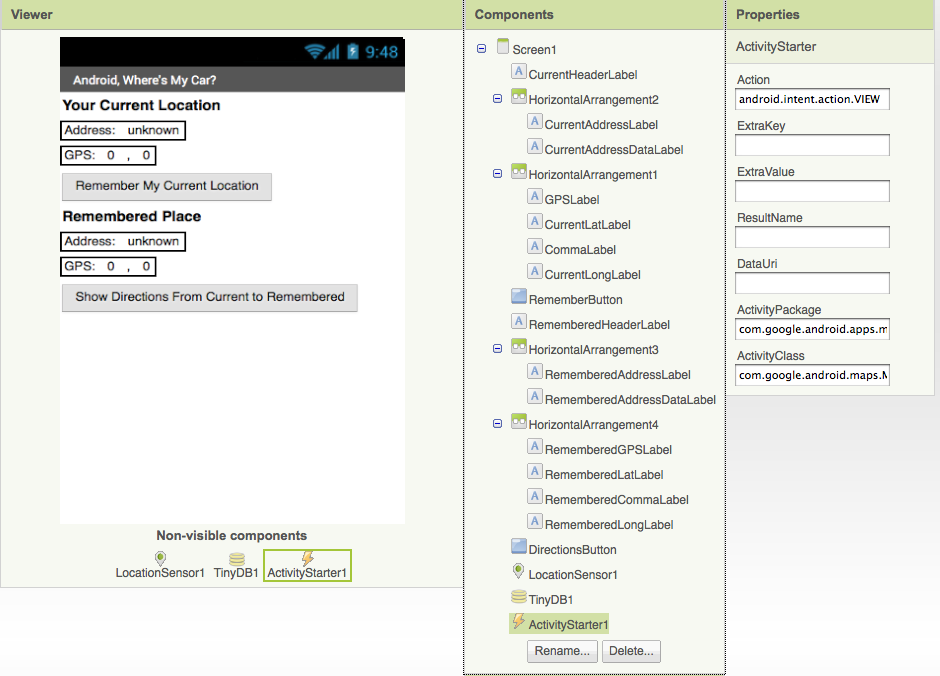 Viewer
9:48
Android, Where's My Car?
Your Current Location
Address: unknown
GPS: 0 , 0
Remember My Current Location
Remembered Place
Address: unknown
GPS: 0 , 0
Show Directions From Current to Remembered
Non-visible components
LocationSensor1 TinyDB1 ActivityStarter1
Components
Screen1
A CurrentHeaderLabel
HorizontalArrangement2
A CurrentAddressLabel
A CurrentAddressDataLabel
HorizontalArrangement1
A GPSLabel
A CurrentLatLabel
A CommaLabel
A CurrentLongLabel
RememberButton
A RememberedHeaderLabel
HorizontalArrangement3
A RememberedAddressLabel
A RememberedAddressDataLabel
HorizontalArrangement4
A RememberedGPSLabel
A RememberedLatLabel
A RememberedCommaLabel
A RememberedLongLabel
DirectionsButton
LocationSensor1
TinyDB1
ActivityStarter1
Rename... Delete...
Properties
ActivityStarter
Action
android.intent.action.VIEW
ExtraKey
ExtraValue
ResultName
DataUri
ActivityPackage
com.google.android.apps.m
ActivityClass
com.google.android.maps.M